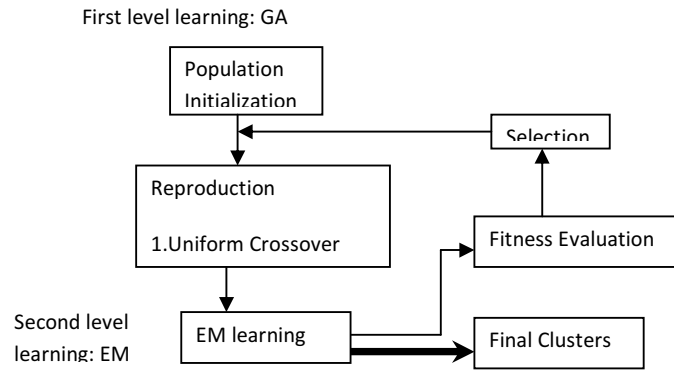 First level learning: GA
Population
Initialization
Selection
Reproduction
1.Uniform Crossover
Fitness Evaluation
Second level
learning: EM
EM learning
Final Clusters